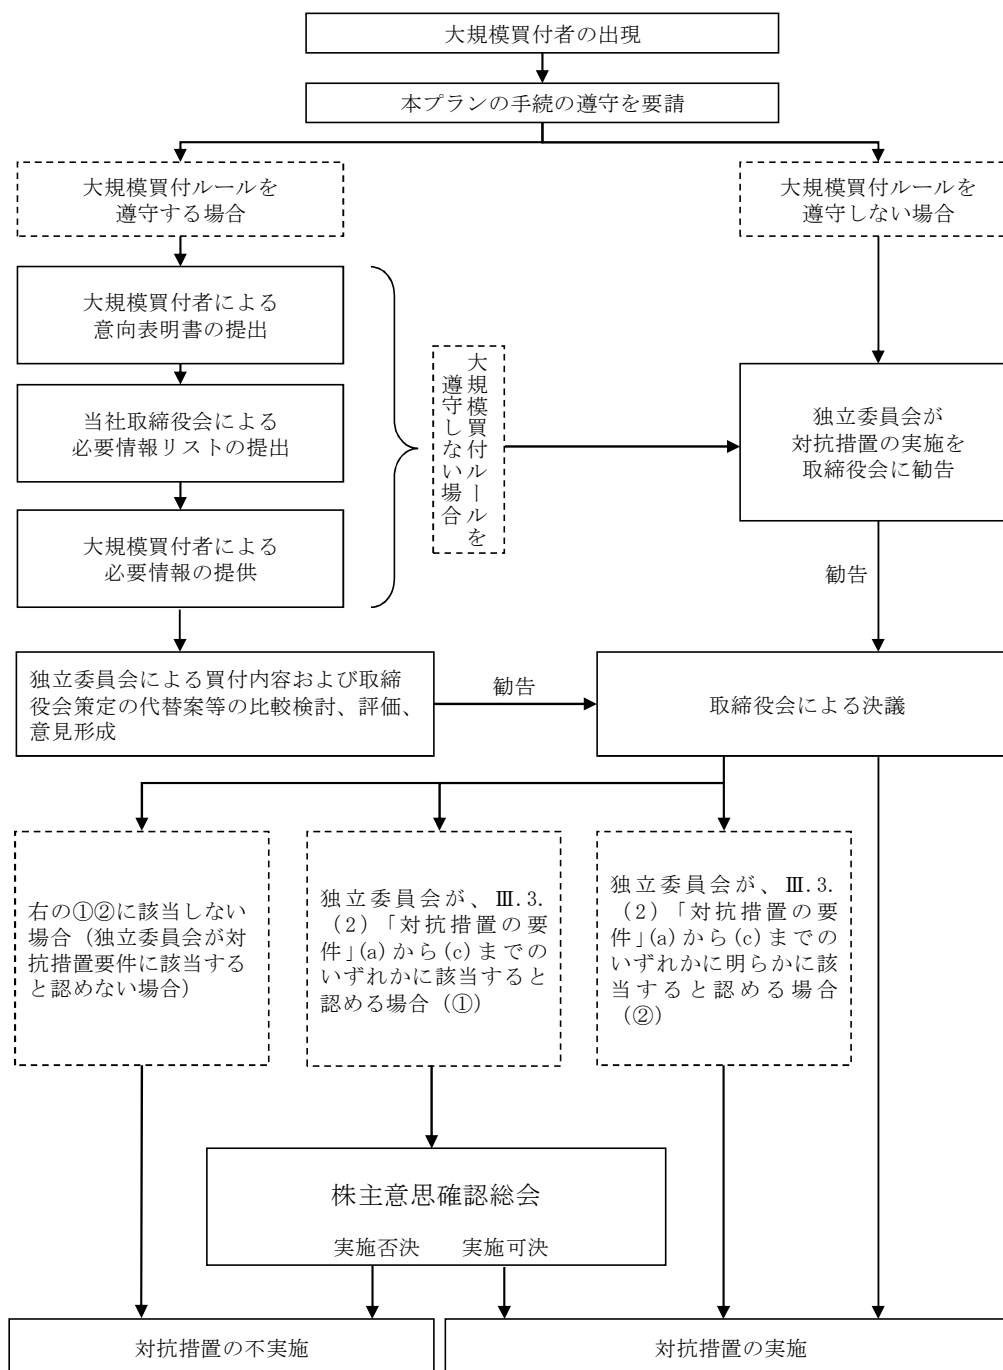 大規模買付者の出現
本プランの手続の遵守を要請
大規模買付ルールを
遵守する場合
大規模買付ルールを
遵守しない場合
大規模買付者による
意向表明書の提出
当社取締役会による
必要情報リストの提出
大規模買付者による
必要情報の提供
大規模買付ルールを
遵守しない場合
独立委員会が
対抗措置の実施を
取締役会に勧告
勧告
独立委員会による買付内容および取締
役会策定の代替案等の比較検討、評価、
意見形成
勧告
取締役会による決議
右の①②に該当しない
場合（独立委員会が対
抗措置要件に該当する
と認めない場合）
独立委員会が、Ⅲ.3.
（2）「対抗措置の要
件」(a)から(c)までの
いずれかに該当すると
認める場合（①）
独立委員会が、Ⅲ.3.
（2）「対抗措置の要
件」(a)から(c)までの
いずれかに明らかに該
当すると認める場合
（②）
株主意思確認総会
実施否決 実施可決
対抗措置の不実施
対抗措置の実施